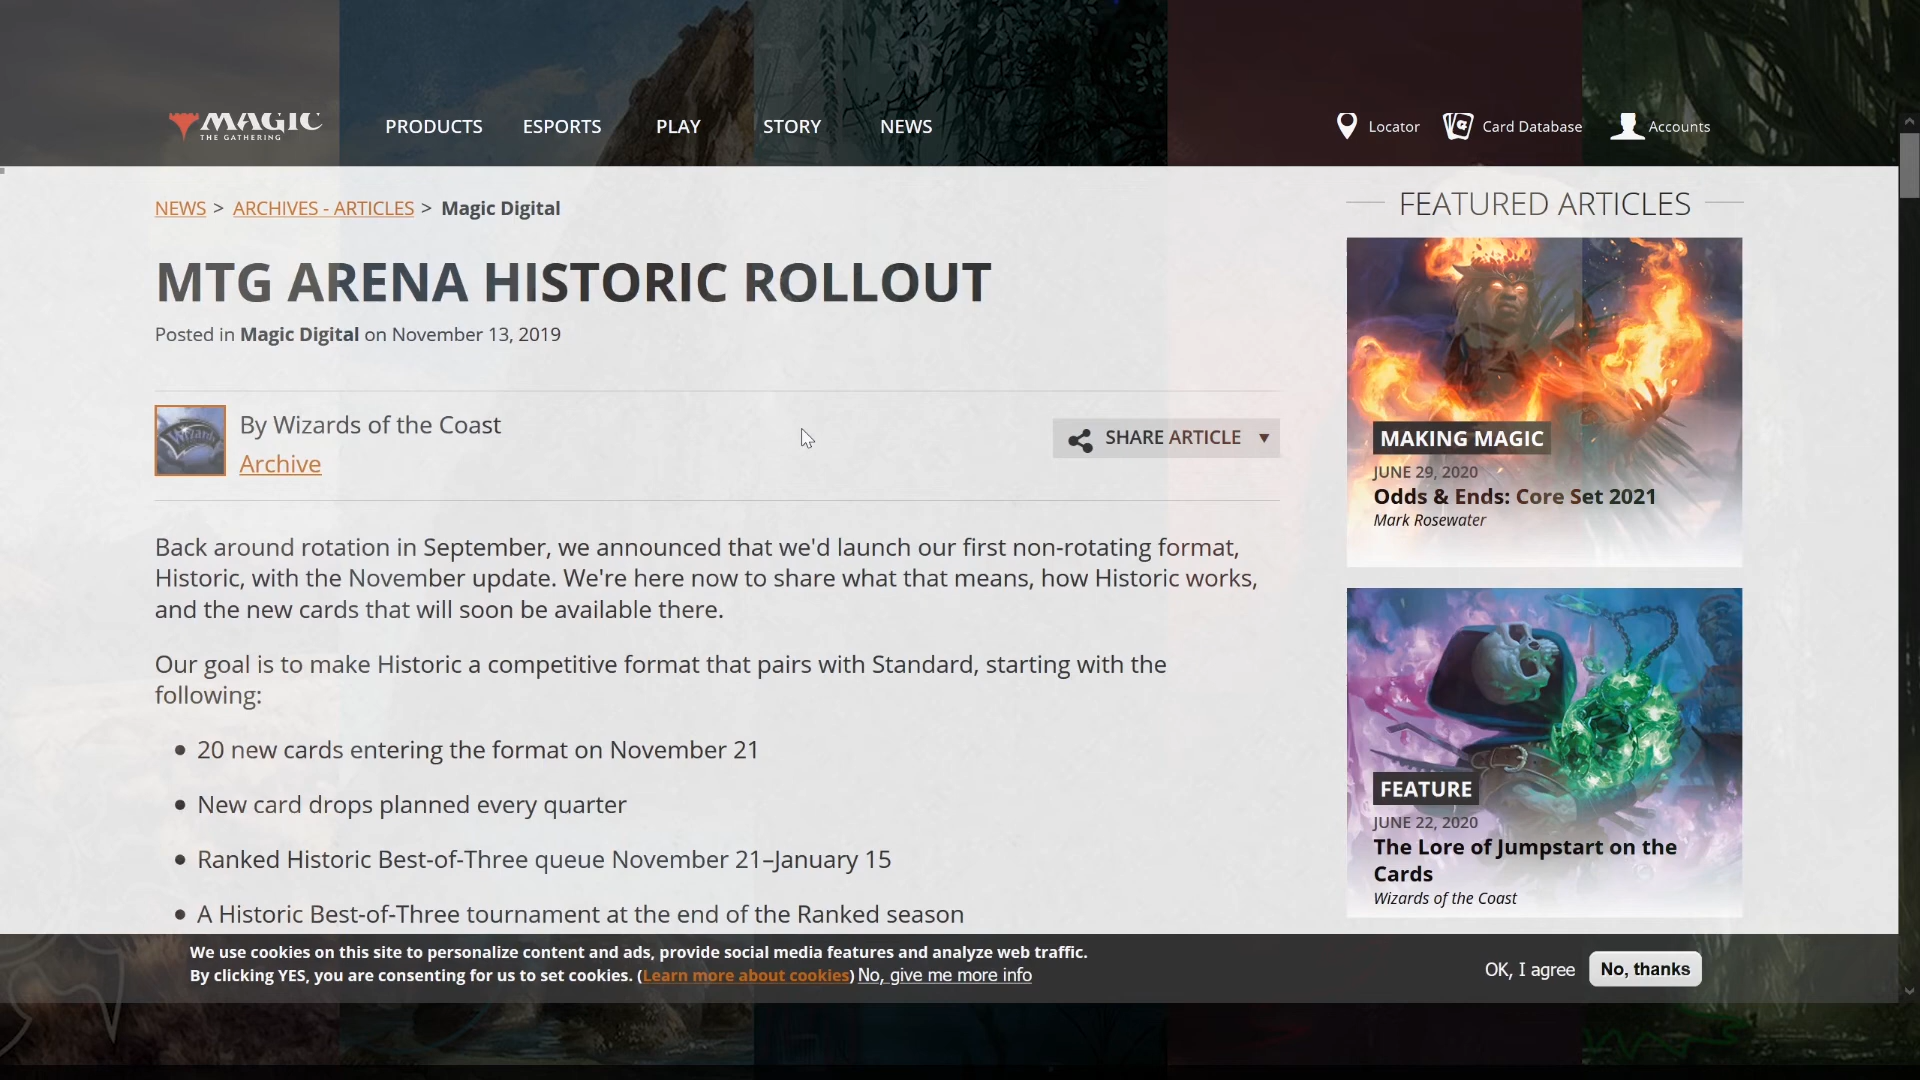 MAGIC
THE GATHERING
PRODUCTS
ESPORTS
PLAY
STORY
NEWS
Locator
Card Database
Accounts
NEWS > ARCHIVES - ARTICLES > Magic Digital
MTG ARENA HISTORIC ROLLOUT
Posted in Magic Digital on November 13, 2019
Wizards
By Wizards of the Coast
Archive
SHARE ARTICLE ▼
Back around rotation in September, we announced that we'd launch our first non-rotating format,
Historic, with the November update. We're here now to share what that means, how Historic works,
and the new cards that will soon be available there.
Our goal is to make Historic a competitive format that pairs with Standard, starting with the
following:
• 20 new cards entering the format on November 21
• New card drops planned every quarter
• Ranked Historic Best-of-Three queue November 21–January 15
• A Historic Best-of-Three tournament at the end of the Ranked season
FEATURED ARTICLES
MAKING MAGIC
JUNE 29, 2020
Odds & Ends: Core Set 2021
Mark Rosewater
FEATURE
JUNE 22, 2020
The Lore of Jumpstart on the
Cards
Wizards of the Coast
We use cookies on this site to personalize content and ads, provide social media features and analyze web traffic.
By clicking YES, you are consenting for us to set cookies. (Learn more about cookies) No, give me more info
OK, I agree
No, thanks